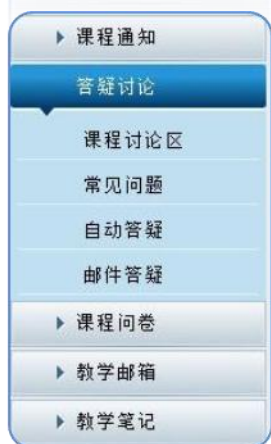 课程通知
答疑讨论
课程讨论区
常见问题
自动答疑
邮件答疑
课程问卷
教学邮箱
教学笔记